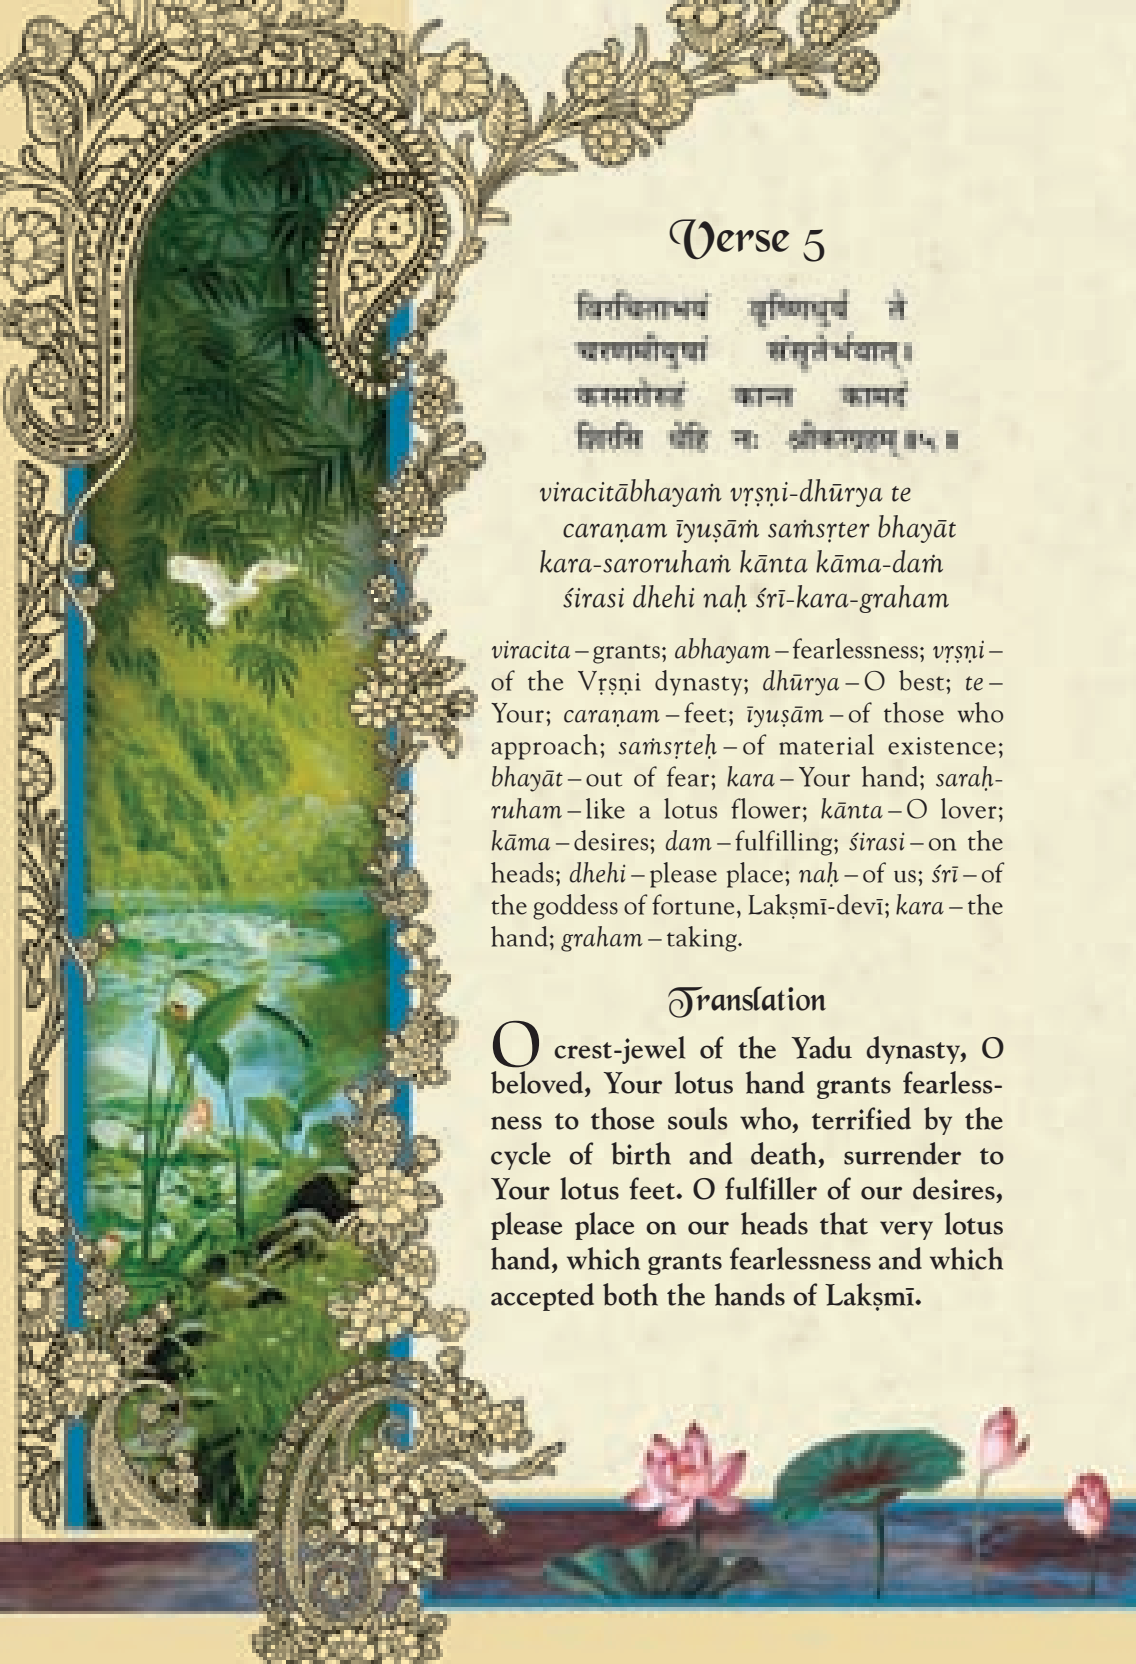 Verse 5
विरचिताभयं वृष्णिधुर्य ते
चरणमीयुषां संसृतेर्भयात्।
करसरोरुहं कान्त कामदं
शिरसि धेहि नः श्रीकरग्रहम्॥५॥
viracitābhayaṁ vṛṣṇi-dhūrya te
caraṇam īyuṣāṁ saṁsṛter bhayāt
kara-saroruhaṁ kānta kāma-daṁ
śirasi dhehi naḥ śrī-kara-graham
viracita – grants; abhayam – fearlessness; vṛṣṇi –
of the Vṛṣṇi dynasty; dhūrya – O best; te –
Your; caraṇam – feet; īyuṣām – of those who
approach; saṁsṛteḥ – of material existence;
bhayāt – out of fear; kara – Your hand; saraḥ-
ruham – like a lotus flower; kānta – O lover;
kāma – desires; dam – fulfilling; śirasi – on the
heads; dhehi – please place; naḥ – of us; śrī – of
the goddess of fortune, Lakṣmī-devī; kara – the
hand; graham – taking.
Translation
O crest-jewel of the Yadu dynasty, O
beloved, Your lotus hand grants fearless-
ness to those souls who, terrified by the
cycle of birth and death, surrender to
Your lotus feet. O fulfiller of our desires,
please place on our heads that very lotus
hand, which grants fearlessness and which
accepted both the hands of Lakṣmī.